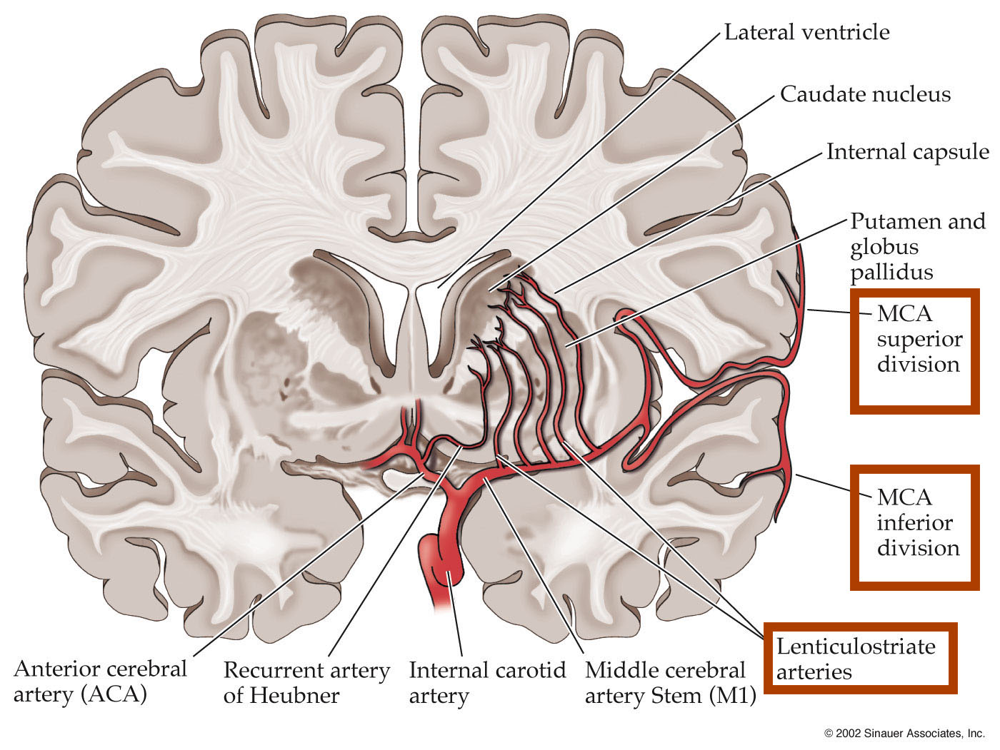 Lateral ventricle
Caudate nucleus
Internal capsule
Putamen and
globus
pallidus
MCA
superior
division
MCA
inferior
division
Lenticulostriate
arteries
Anterior cerebral
artery (ACA)
Recurrent artery
of Heubner
Internal carotid
artery
Middle cerebral
artery Stem (M1)
© 2002 Sinauer Associates, Inc.